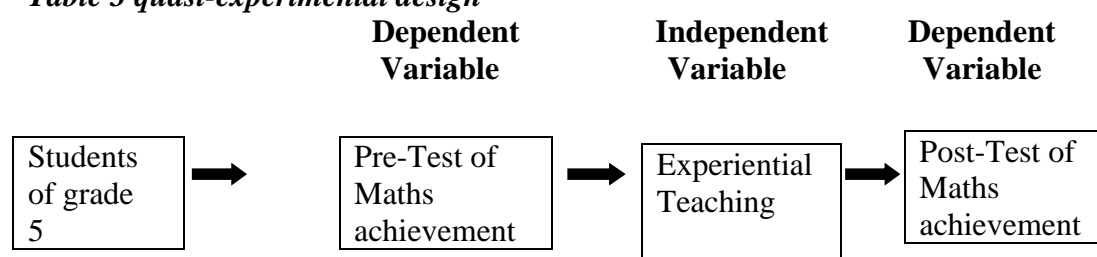 Table 3 quasi-experimental design
Dependent Variable
Independent Variable
Dependent Variable
Students
of grade
5
Pre-Test of
Maths
achievement
Experiential
Teaching
Post-Test of
Maths
achievement